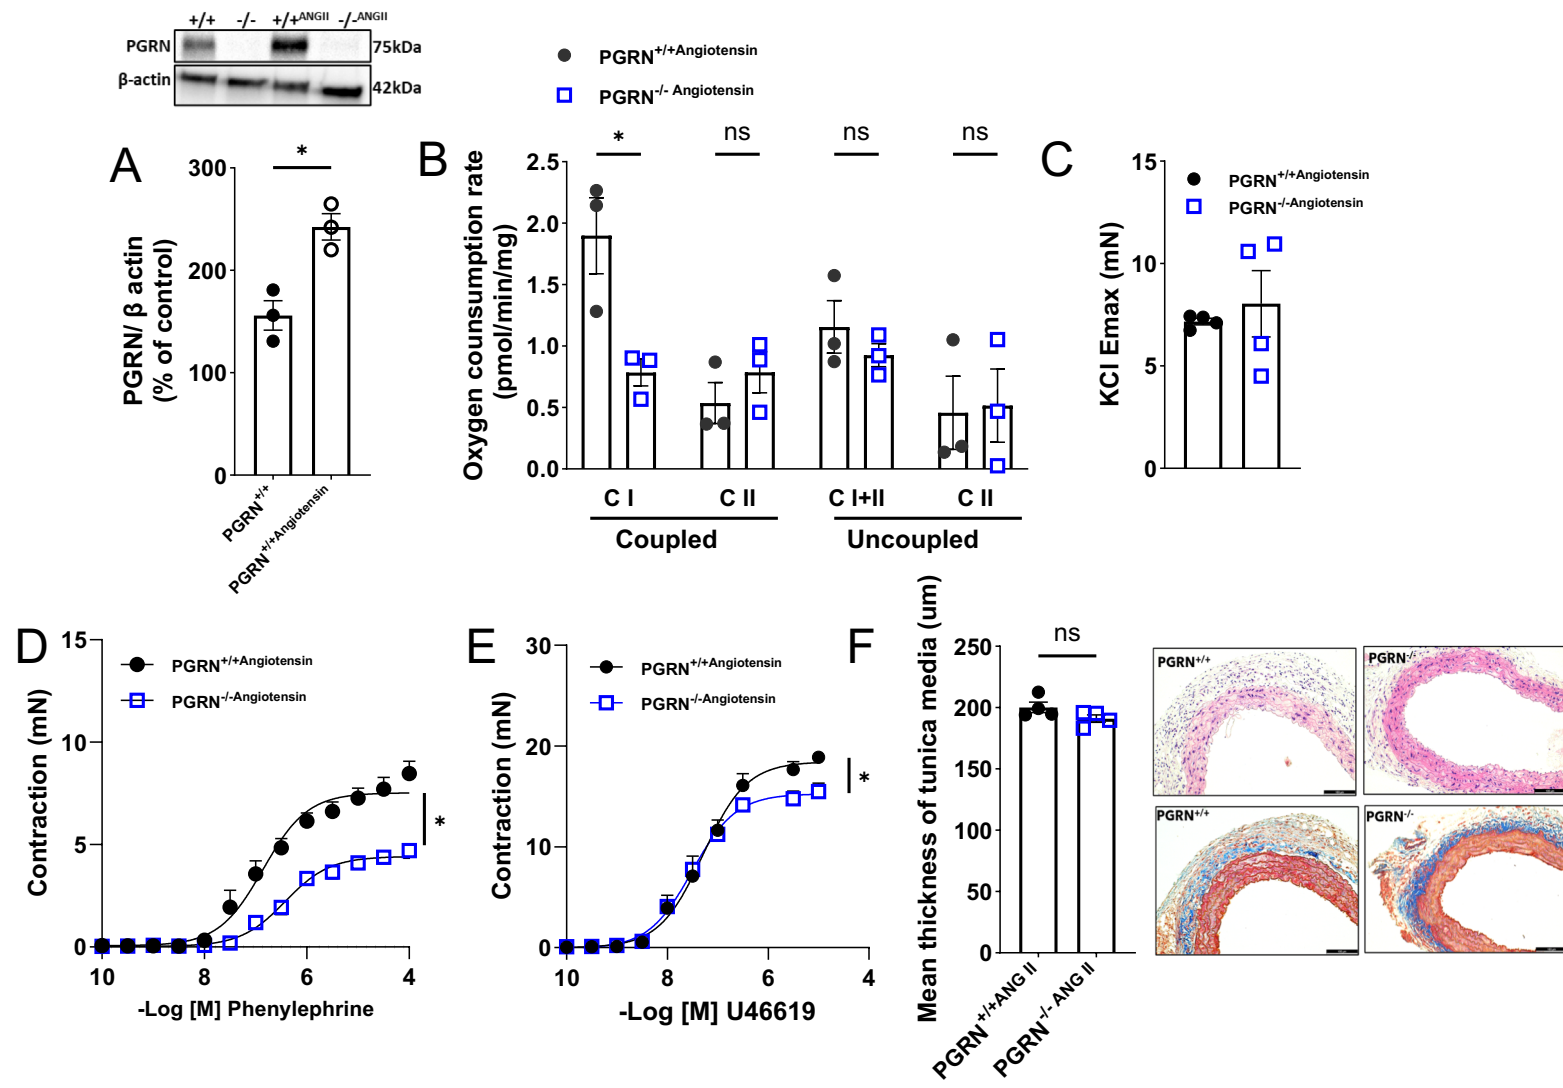 +/+ -/- +/+ANGII -/-ANGII
PGRN 75kDa
β-actin 42kDa
PGRN+/+Angiotensin
PGRN-/- Angiotensin
A
*
300
200
100
0
PGRN/ β actin
(% of control)
PGRN+/+
PGRN+/+Angiotensin
B
* ns ns ns
2.5
2.0
1.5
1.0
0.5
0.0
Oxygen counsumption rate
(pmol/min/mg)
C I C II C I+II C II
Coupled Uncoupled
C
15
10
5
0
KCl Emax (mN)
PGRN+/+Angiotensin
PGRN-/-Angiotensin
D
15
10
5
0
Contraction (mN)
PGRN+/+Angiotensin
PGRN-/-Angiotensin
*
10 8 6 4
-Log [M] Phenylephrine
E
30
20
10
0
Contraction (mN)
PGRN+/+Angiotensin
PGRN-/-Angiotensin
*
10 8 6 4
-Log [M] U46619
F
ns
250
200
150
100
50
0
Mean thickness of tunica media (um)
PGRN+/+ANG II
PGRN-/- ANG II
PGRN+/+
PGRN-/-
PGRN+/+
PGRN-/-